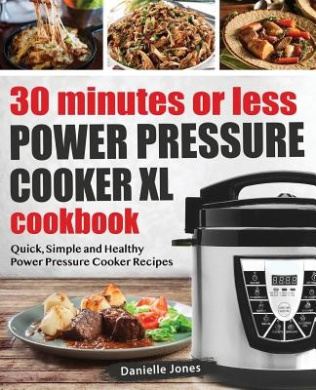 30 minutes or less
POWER PRESSURE
COOKER XL
cookbook
Quick, Simple and Healthy
Power Pressure Cooker Recipes
Danielle Jones